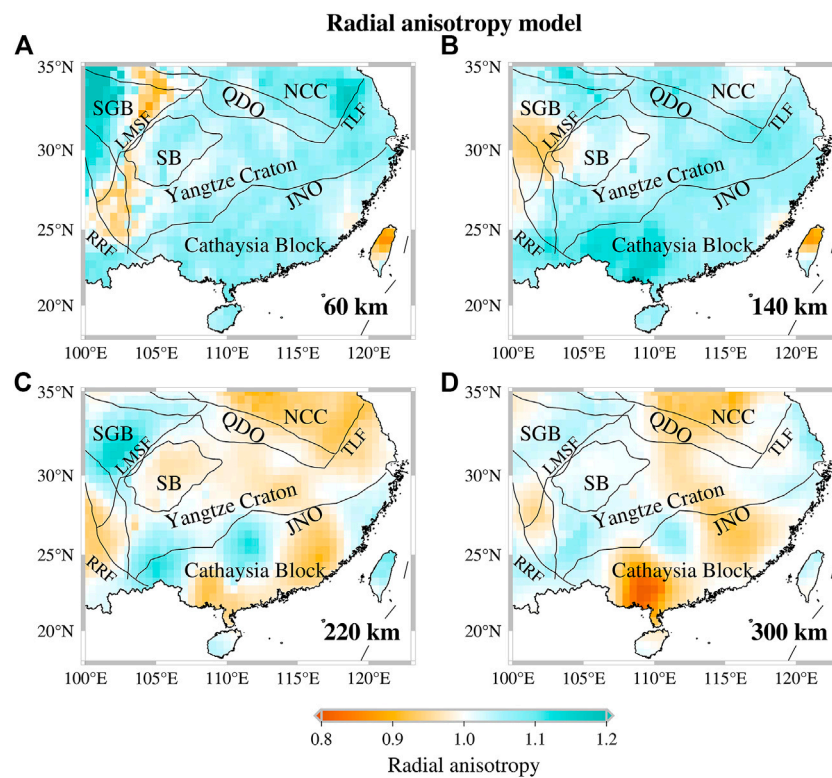 Radial anisotropy model
A
B
35°N
30°N
25°N
20°N
100°E
105°E
110°E
115°E
120°E
SGB
LMSF
QDO
NCC
TLF
SB
Yangtze Craton
JNO
RRF
Cathaysia Block
60 km
35°N
30°N
25°N
20°N
100°E
105°E
110°E
115°E
120°E
SGB
LMSF
QDO
NCC
TLF
SB
Yangtze Craton
JNO
RRF
Cathaysia Block
140 km
C
D
35°N
30°N
25°N
20°N
100°E
105°E
110°E
115°E
120°E
SGB
LMSF
QDO
NCC
TLF
SB
Yangtze Craton
JNO
RRF
Cathaysia Block
220 km
35°N
30°N
25°N
20°N
100°E
105°E
110°E
115°E
120°E
SGB
LMSF
QDO
NCC
TLF
SB
Yangtze Craton
JNO
RRF
Cathaysia Block
300 km
0.8 0.9 1.0 1.1 1.2
Radial anisotropy